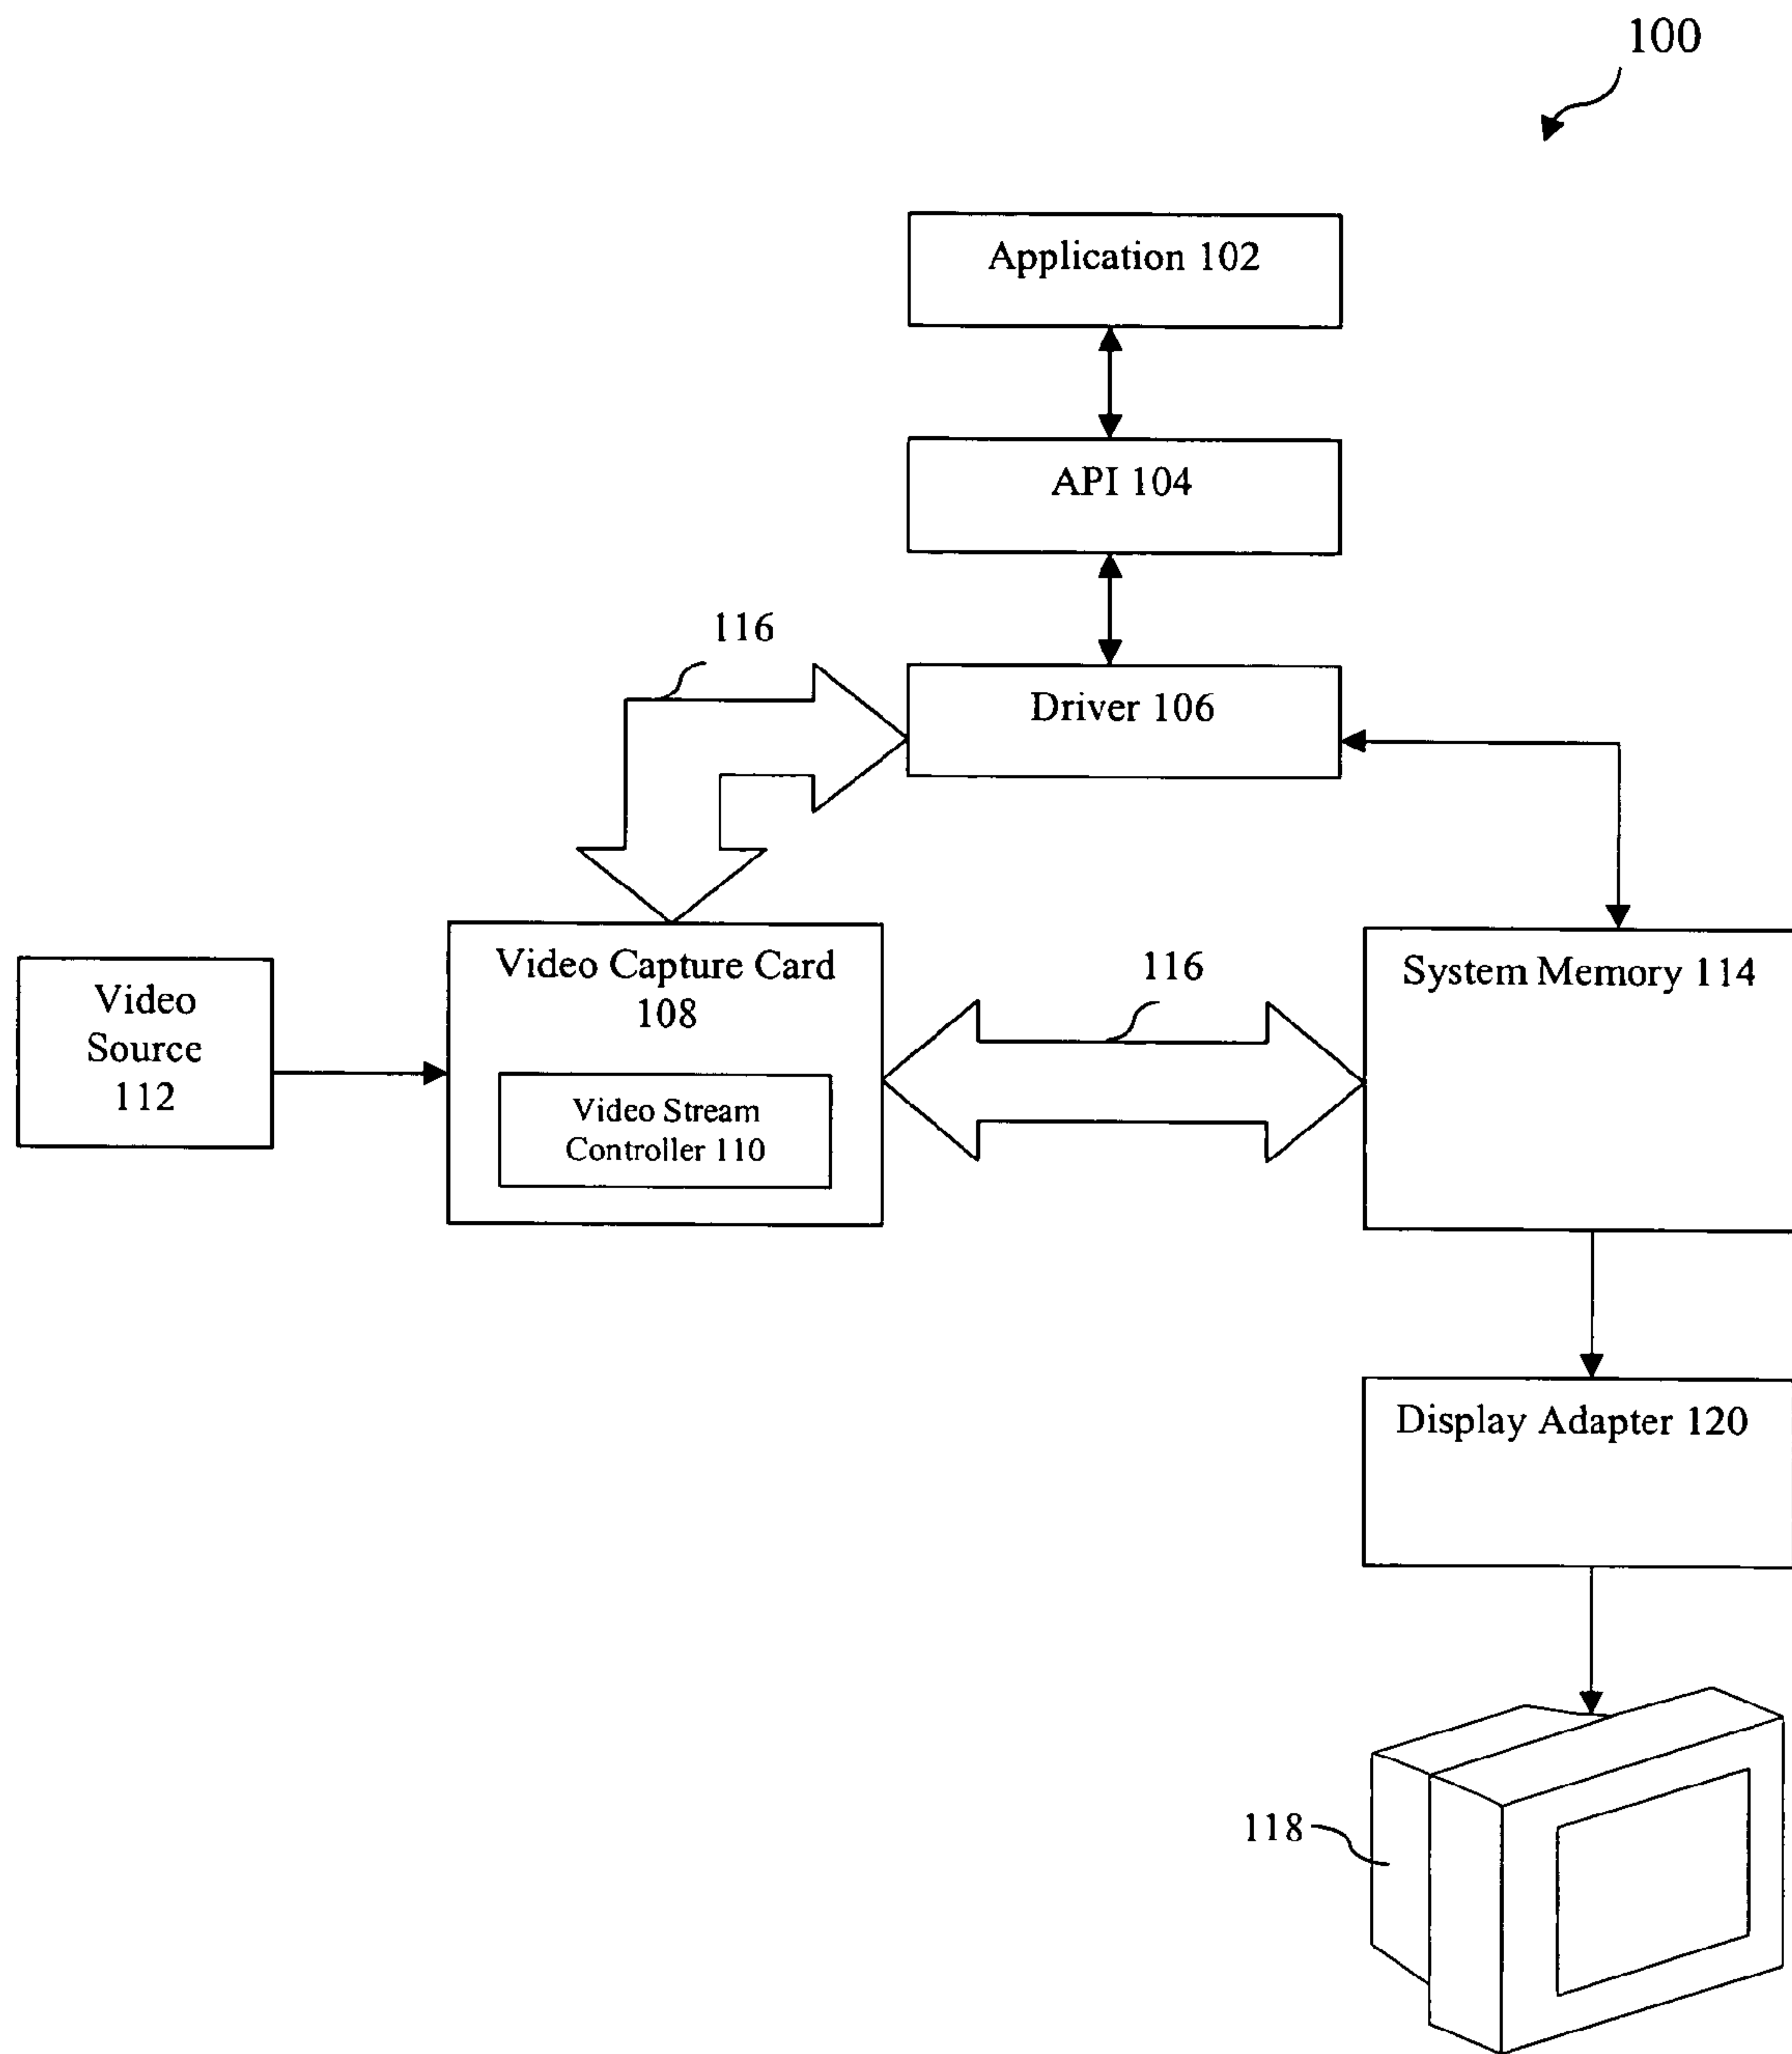 100
Application 102
API 104
116
Driver 106
Video Capture Card
108
Video Stream
Controller 110
Video
Source
112
116
System Memory 114
Display Adapter 120
118